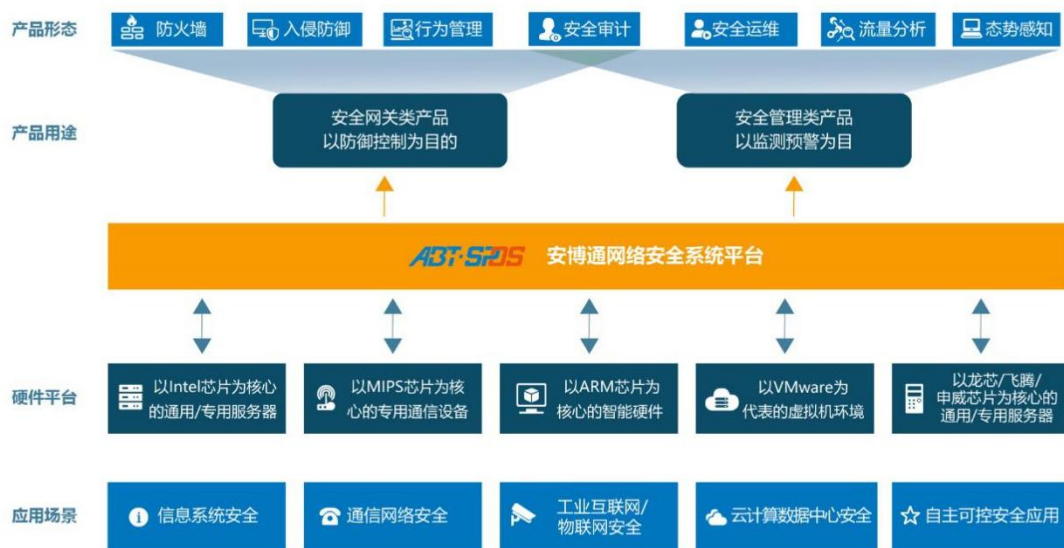 产品形态
防火墙
入侵防御
行为管理
安全审计
安全运维
流量分析
态势感知
产品用途
安全网关类产品
以防御控制为目的
安全管理类产品
以监测预警为目
ABT·SPOS 安博通网络安全系统平台
硬件平台
以Intel芯片为核心
的通用/专用服务器
以MIPS芯片为核
心的专用通信设备
以ARM芯片为
核心的智能硬件
以VMware为
代表的虚拟机环境
以龙芯/飞腾/
申威芯片为核心的
通用/专用服务器
应用场景
信息系统安全
通信网络安全
工业互联网/
物联网安全
云计算数据中心安全
自主可控安全应用